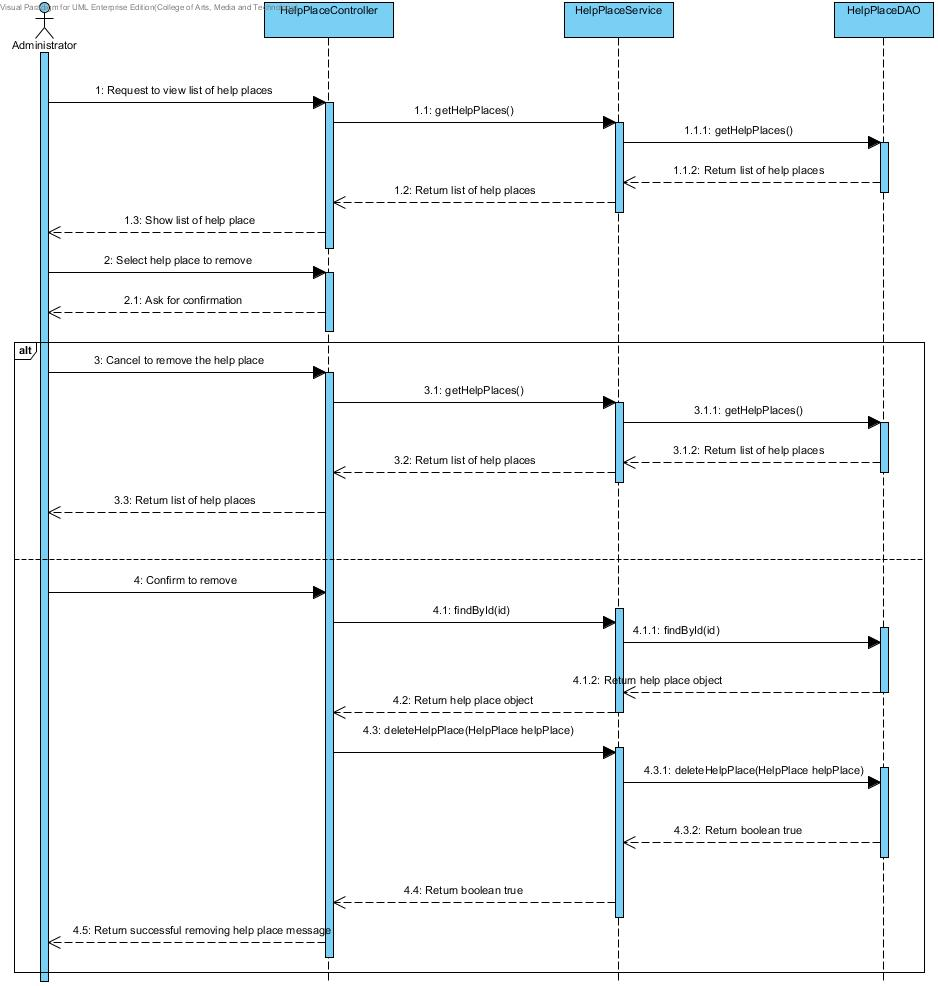 Visual Paradigm for UML Enterprise Edition(College of Arts, Media and
HelpPlaceController
HelpPlaceService
HelpPlaceDAO
Administrator
1: Request to view list of help places
1.1: getHelpPlaces()
1.1.1: getHelpPlaces()
1.1.2: Return list of help places
1.2: Return list of help places
1.3: Show list of help place
2: Select help place to remove
2.1: Ask for confirmation
alt
3: Cancel to remove the help place
3.1: getHelpPlaces()
3.1.1: getHelpPlaces()
3.1.2: Return list of help places
3.2: Return list of help places
3.3: Return list of help places
4: Confirm to remove
4.1: findById(id)
4.1.1: findById(id)
4.1.2: Return help place object
4.2: Return help place object
4.3: deleteHelpPlace(HelpPlace helpPlace)
4.3.1: deleteHelpPlace(HelpPlace helpPlace)
4.3.2: Return boolean true
4.4: Return boolean true
4.5: Return successful removing help place message